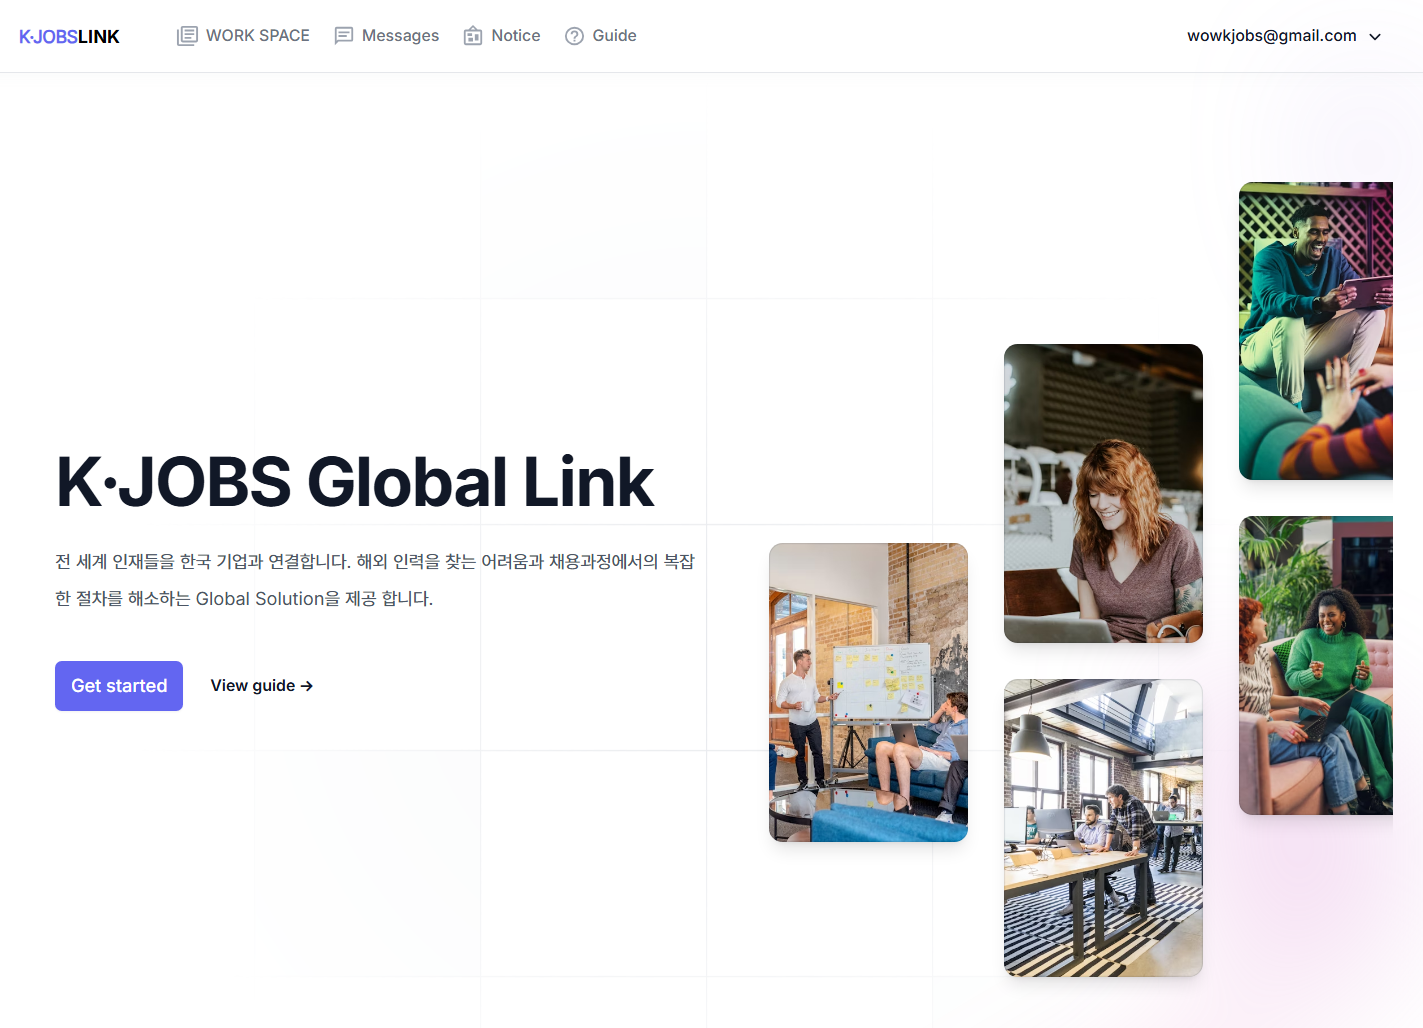 K·JOBSLINK
WORK SPACE
Messages
Notice
Guide
wowkjobs@gmail.com
K·JOBS Global Link
전 세계 인재들을 한국 기업과 연결합니다. 해외 인력을 찾는 어려움과 채용과정에서의 복잡
한 절차를 해소하는 Global Solution을 제공 합니다.
Get started
View guide →